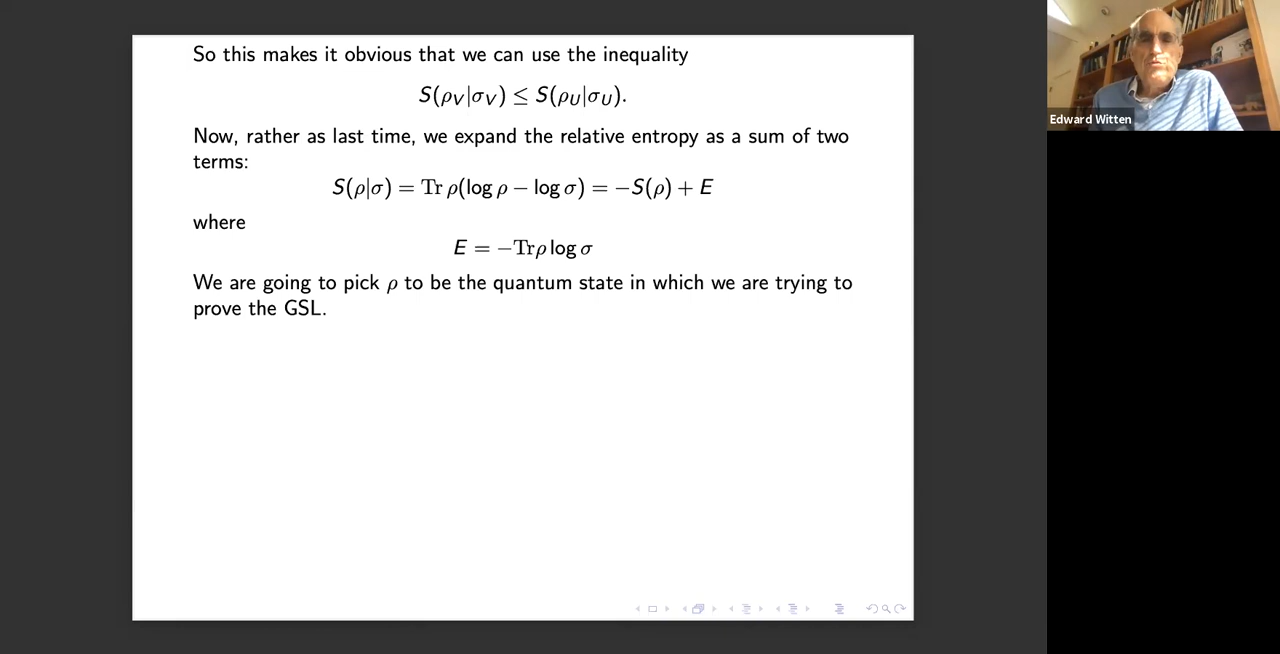 So this makes it obvious that we can use the inequality
S(ρ_V|σ_V) ≤ S(ρ_U|σ_U).
Now, rather as last time, we expand the relative entropy as a sum of two
terms:
S(ρ|σ) = Tr ρ(log ρ − log σ) = −S(ρ) + E
where
E = −Trρ log σ
We are going to pick ρ to be the quantum state in which we are trying to
prove the GSL.
Edward Witten